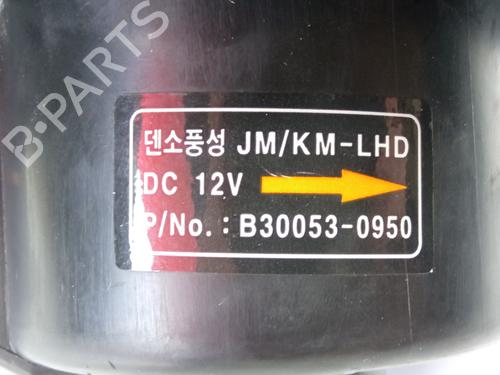 B-PARTS
덴소풍성 JM/KM-LHD
DC 12V
P/No. : B30053-0950